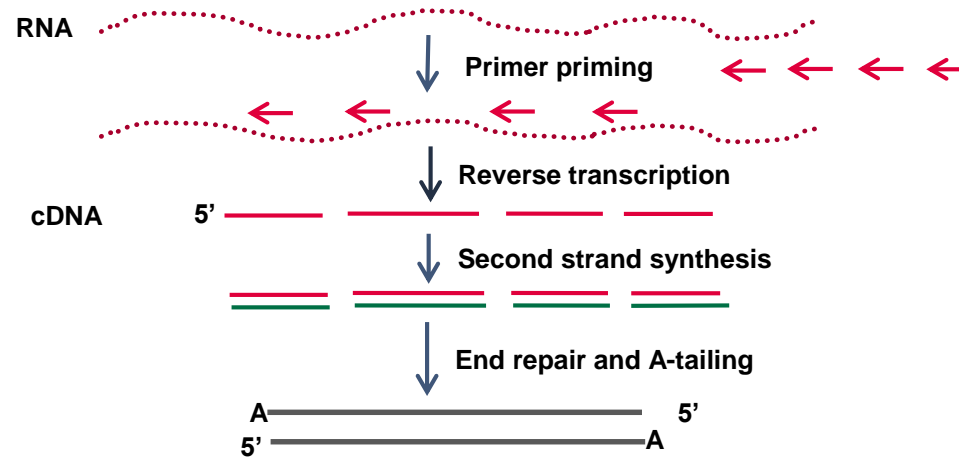 RNA
Primer priming
Reverse transcription
cDNA 5’
Second strand synthesis
End repair and A-tailing
A 5’
5’ A